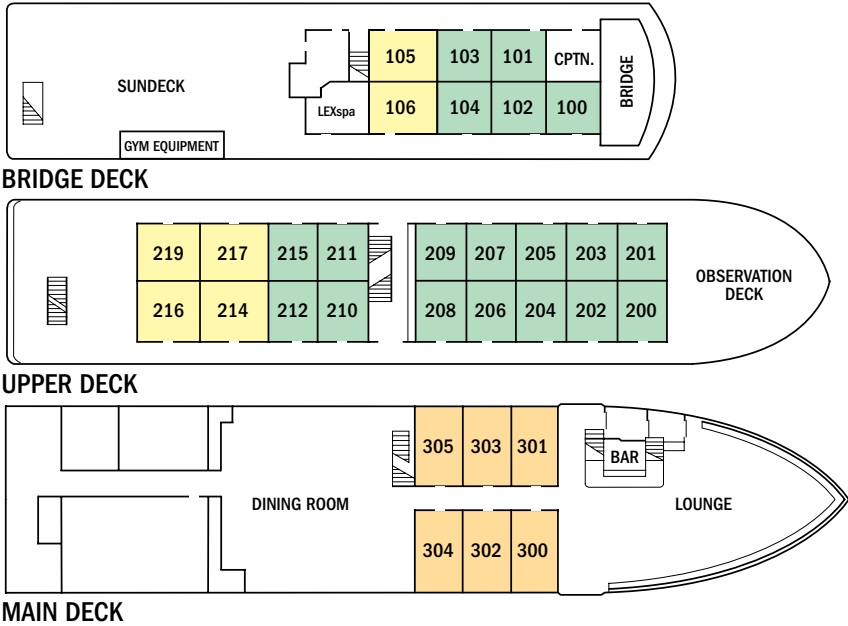 105 103 101 CPTN.
SUNDECK
BRIDGE
LEXspa 106 104 102 100
GYM EQUIPMENT
BRIDGE DECK
219 217 215 211 209 207 205 203 201
OBSERVATION
DECK
216 214 212 210 208 206 204 202 200
UPPER DECK
305 303 301
BAR
DINING ROOM
LOUNGE
304 302 300
MAIN DECK